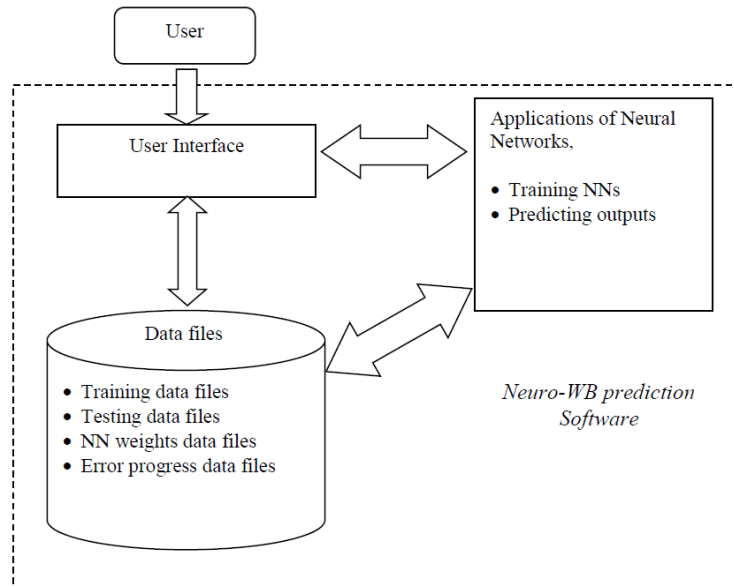 User
User Interface
Applications of Neural
Networks,
• Training NNs
• Predicting outputs
Data files
• Training data files
• Testing data files
• NN weights data files
• Error progress data files
Neuro-WB prediction
Software